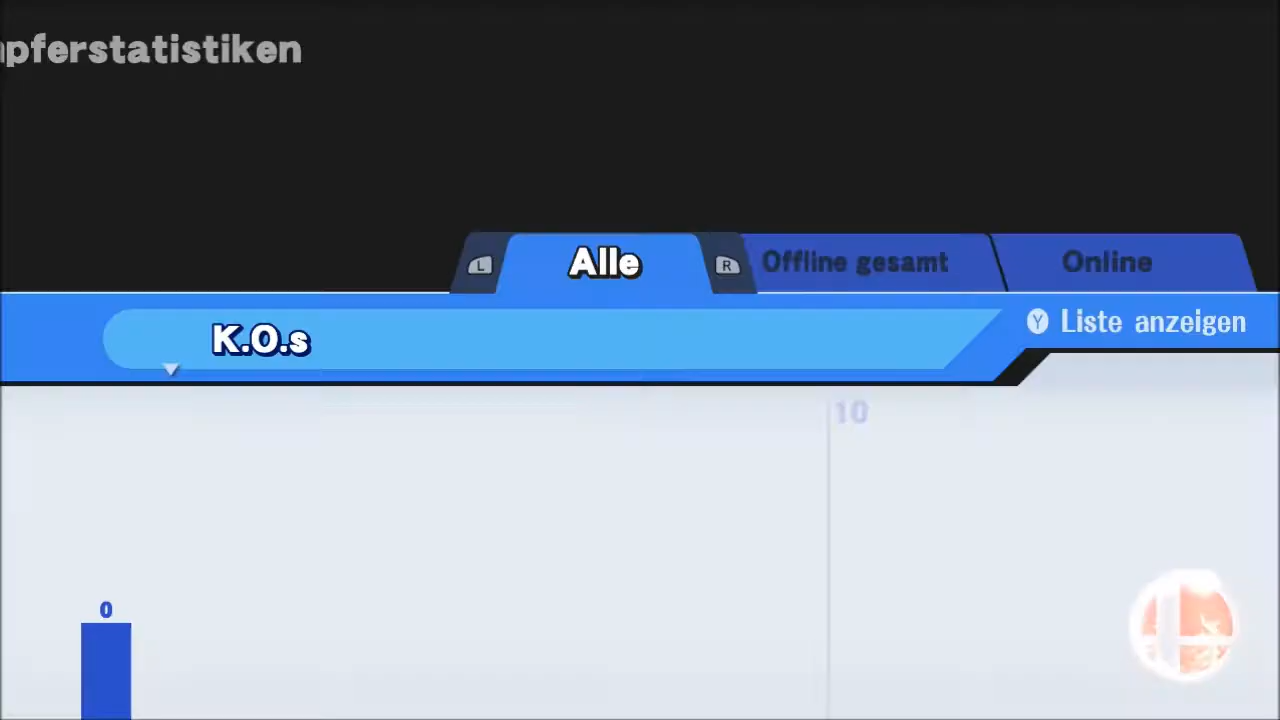 pferstatistiken
L Alle R Offline gesamt Online
K.O.s
Y Liste anzeigen
10
0